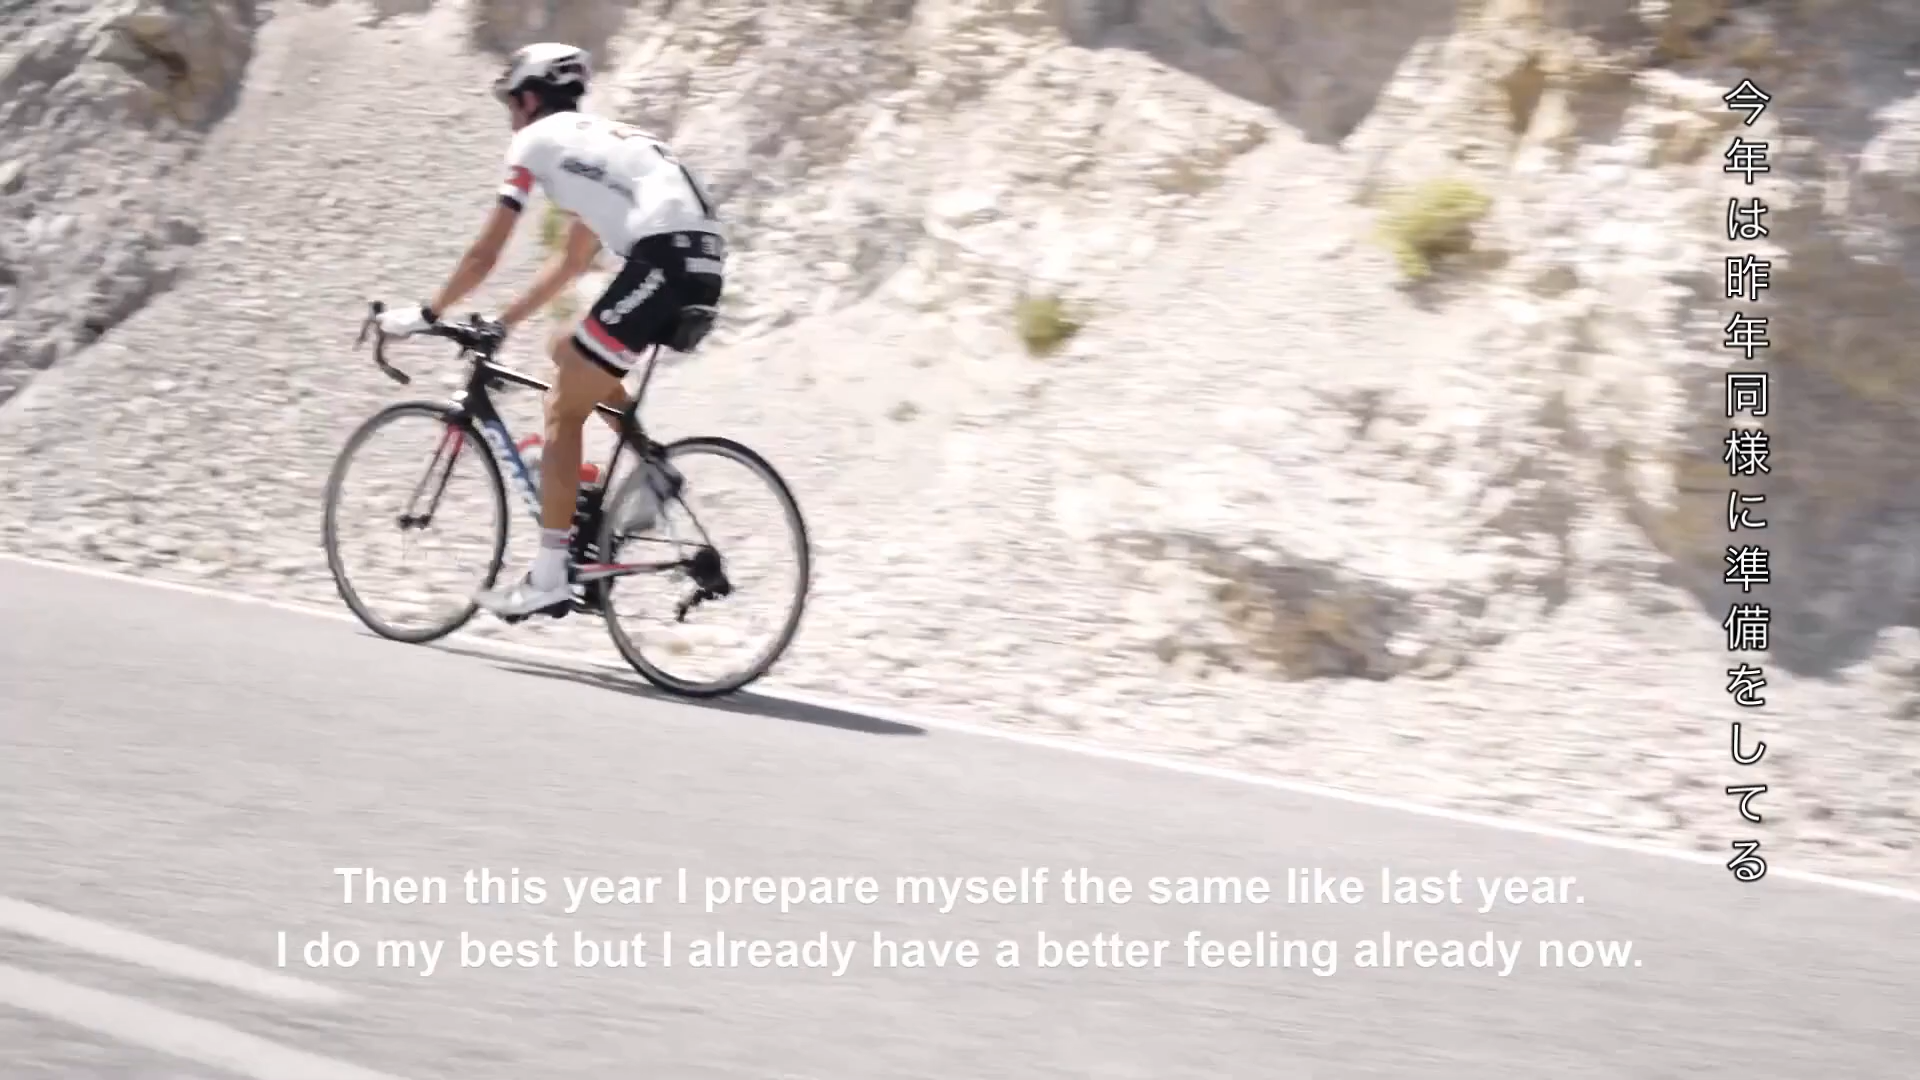 今年は昨年同様に準備をしてる
Then this year I prepare myself the same like last year.
I do my best but I already have a better feeling already now.